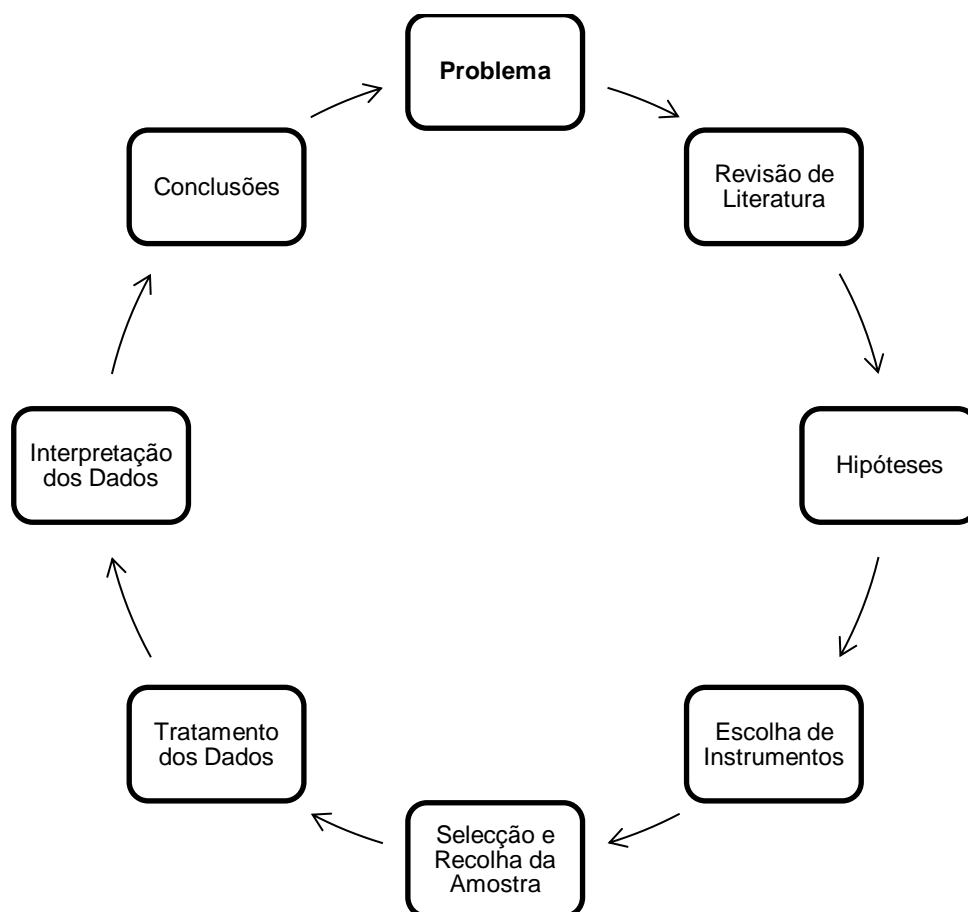 Problema
Revisão de
Literatura
Hipóteses
Escolha de
Instrumentos
Selecção e
Recolha da
Amostra
Tratamento
dos Dados
Interpretação
dos Dados
Conclusões